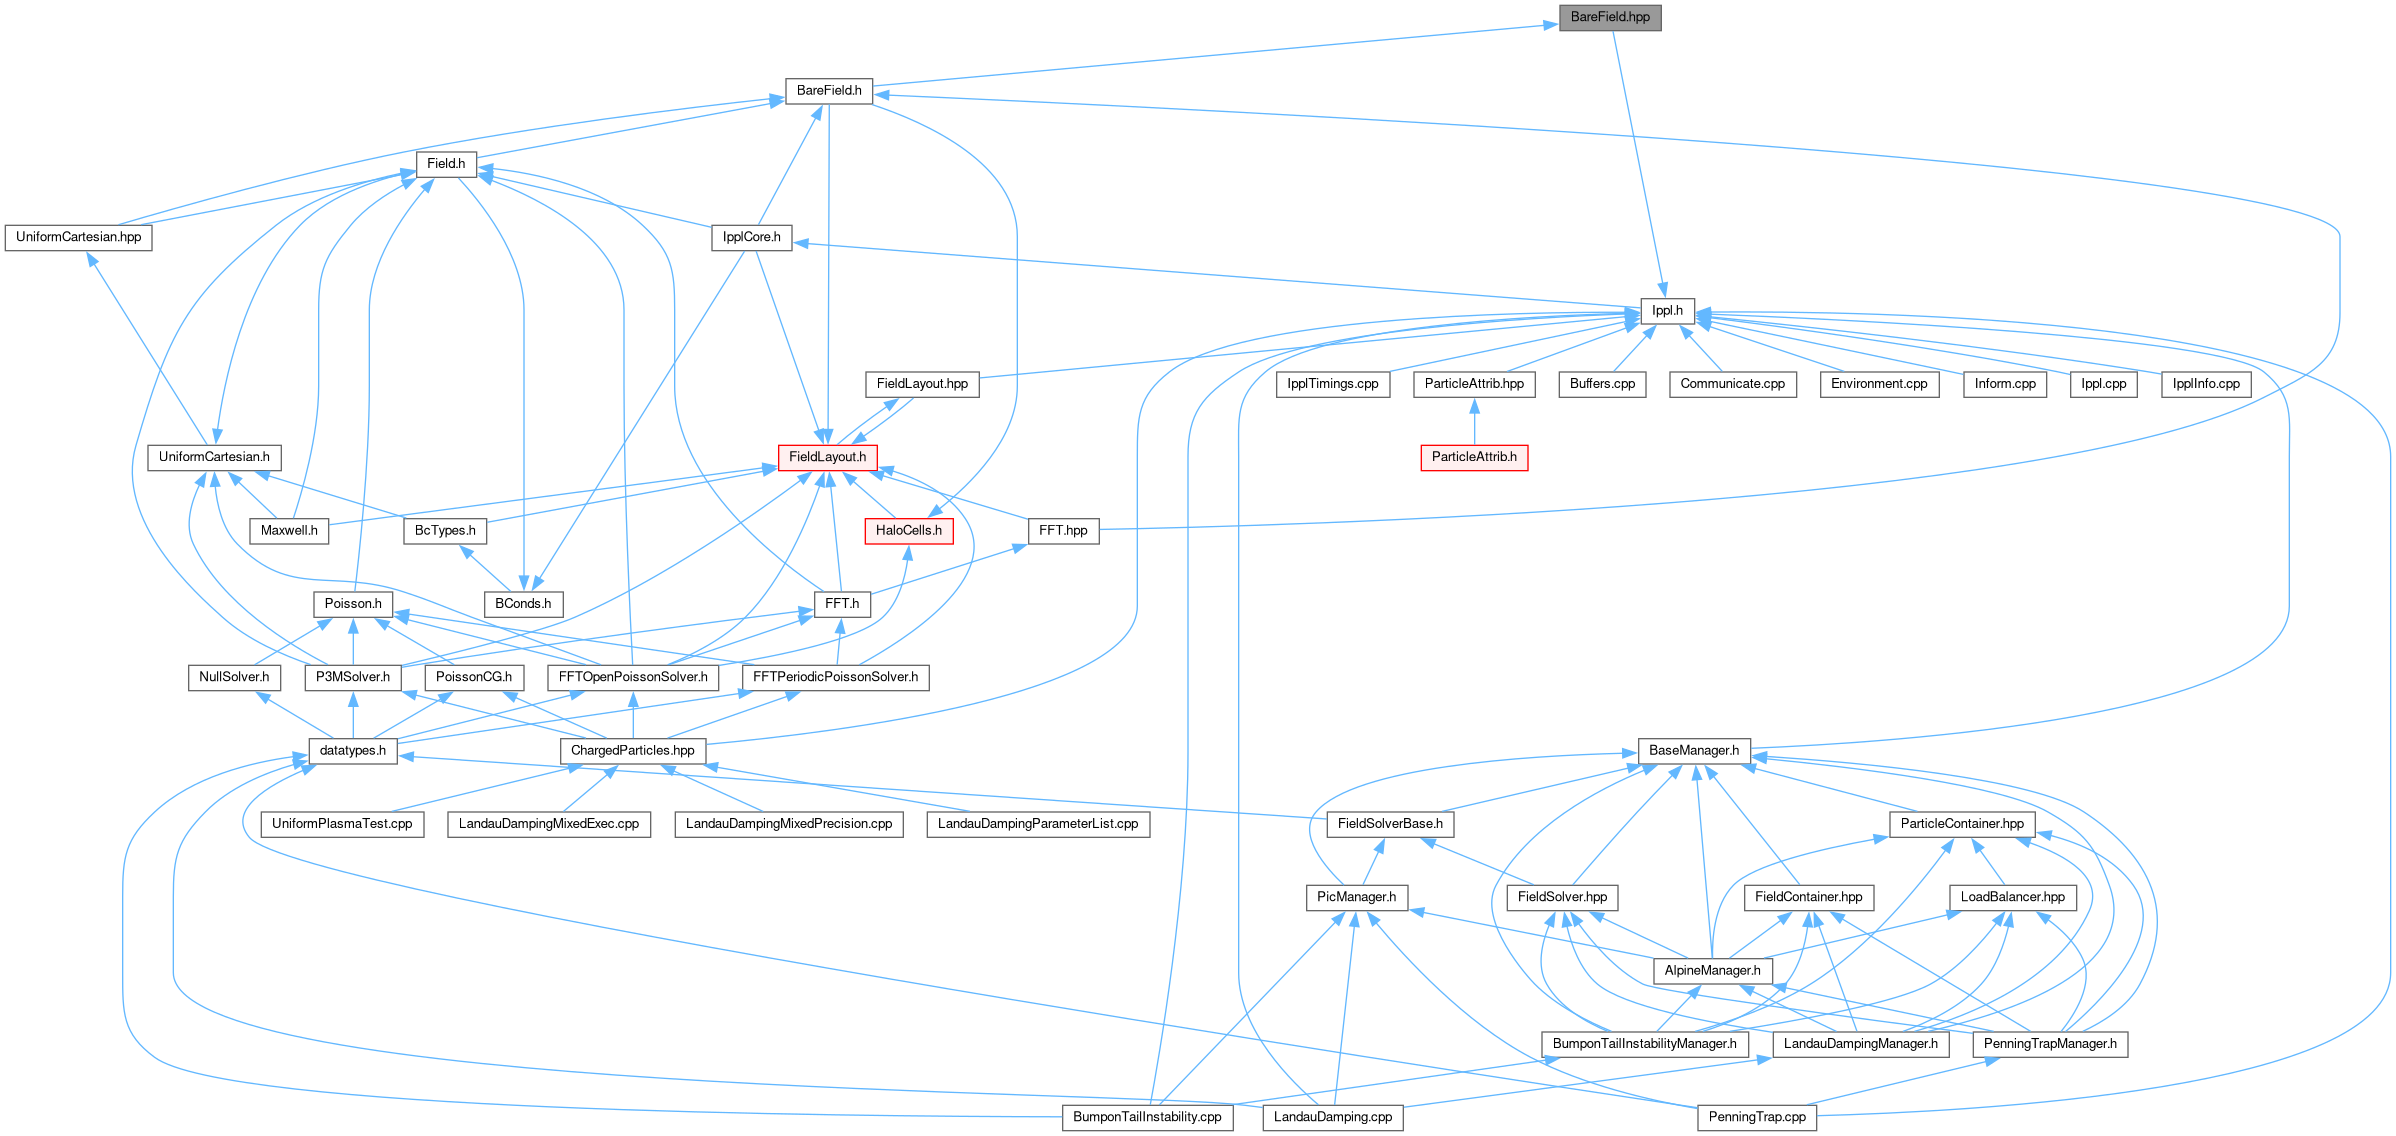 BareField.hpp
BareField.h
Field.h
UniformCartesian.hpp
IpplCore.h
Ippl.h
FieldLayout.hpp
IpplTimings.cpp
ParticleAttrib.hpp
Buffers.cpp
Communicate.cpp
Environment.cpp
Inform.cpp
Ippl.cpp
IpplInfo.cpp
UniformCartesian.h
FieldLayout.h
ParticleAttrib.h
Maxwell.h
BcTypes.h
HaloCells.h
FFT.hpp
Poisson.h
BConds.h
FFT.h
NullSolver.h
P3MSolver.h
PoissonCG.h
FFTOpenPoissonSolver.h
FFTPeriodicPoissonSolver.h
datatypes.h
ChargedParticles.hpp
BaseManager.h
UniformPlasmaTest.cpp
LandauDampingMixedExec.cpp
LandauDampingMixedPrecision.cpp
LandauDampingParameterList.cpp
FieldSolverBase.h
ParticleContainer.hpp
PicManager.h
FieldSolver.hpp
FieldContainer.hpp
LoadBalancer.hpp
AlpineManager.h
BumponTailInstabilityManager.h
LandauDampingManager.h
PenningTrapManager.h
BumponTailInstability.cpp
LandauDamping.cpp
PenningTrap.cpp